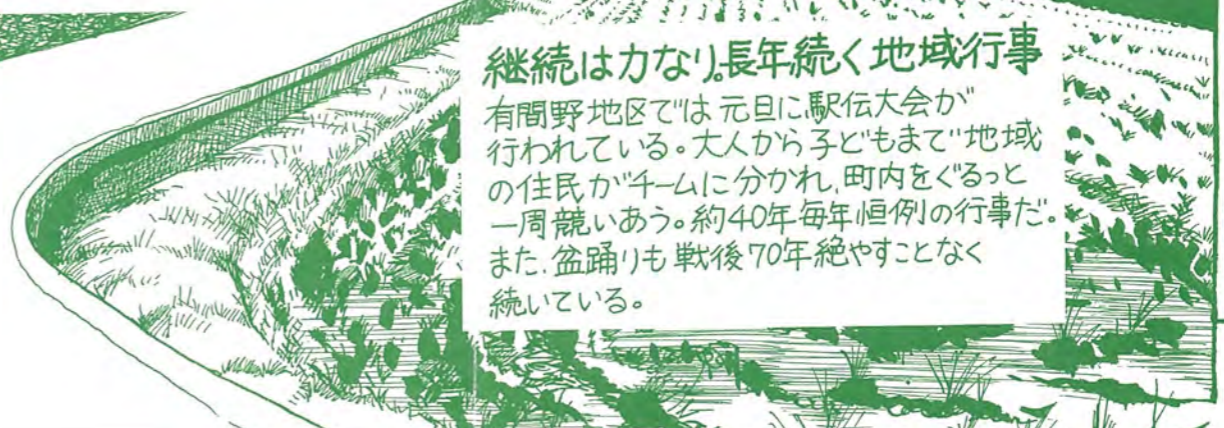 継続は力なり。長年続く地域行事
有間野地区では元旦に駅伝大会が
行われている。大人から子どもまで地域
の住民がチームに分かれ、町内をぐるっと
一周競いあう。約40年毎年恒例の行事だ。
また、盆踊りも戦後70年絶やすことなく
続いている。